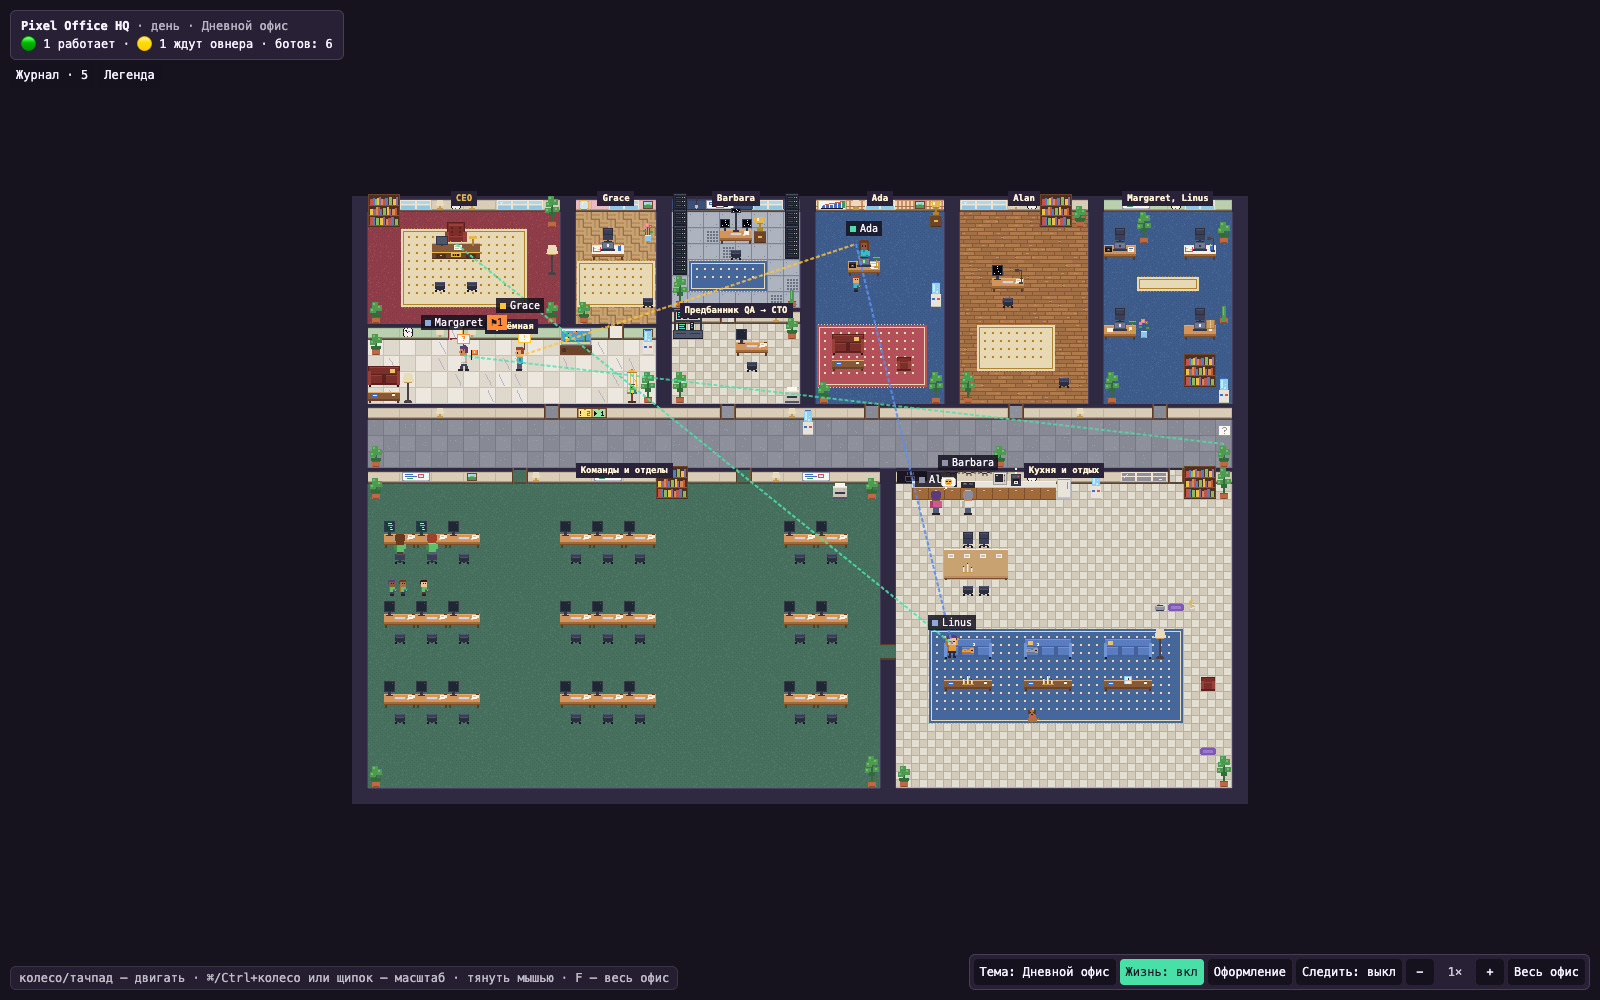 Pixel Office HQ · день · Дневной офис
1 работает · 1 ждут овнера · ботов: 6
Журнал · 5 Легенда
CEO
Grace
Barbara
Ada
Alan
Margaret, Linus
Ada
Grace
Предбанник QA → CTO
Margaret 1
Barbara
Команды и отделы
Кухня и отдых
Linus
колесо/тачпад — двигать · ⌘/Ctrl+колесо или щипок — масштаб · тянуть мышью · F — весь офис
Тема: Дневной офис Жизнь: вкл Оформление Следить: выкл − 1× + Весь офис